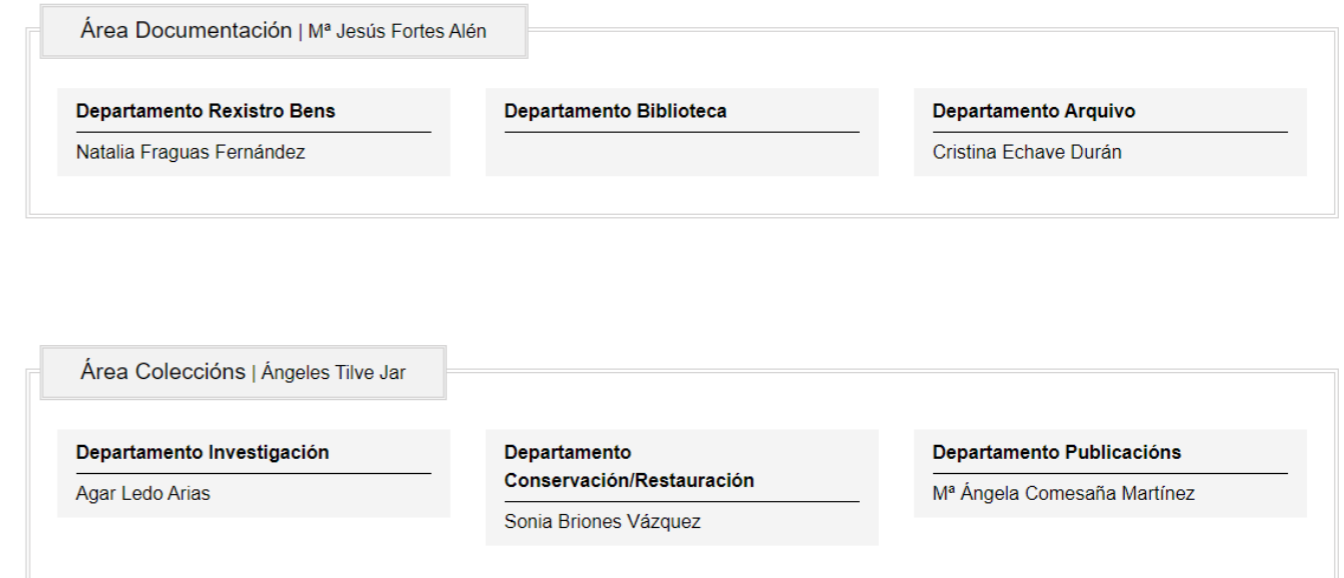 Área Documentación | Mª Jesús Fortes Alén
Departamento Rexistro Bens
Natalia Fraguas Fernández
Departamento Biblioteca
Departamento Arquivo
Cristina Echave Durán
Área Coleccións | Ángeles Tilve Jar
Departamento Investigación
Agar Ledo Arias
Departamento
Conservación/Restauración
Sonia Briones Vázquez
Departamento Publicacións
Mª Ángela Comesaña Martínez